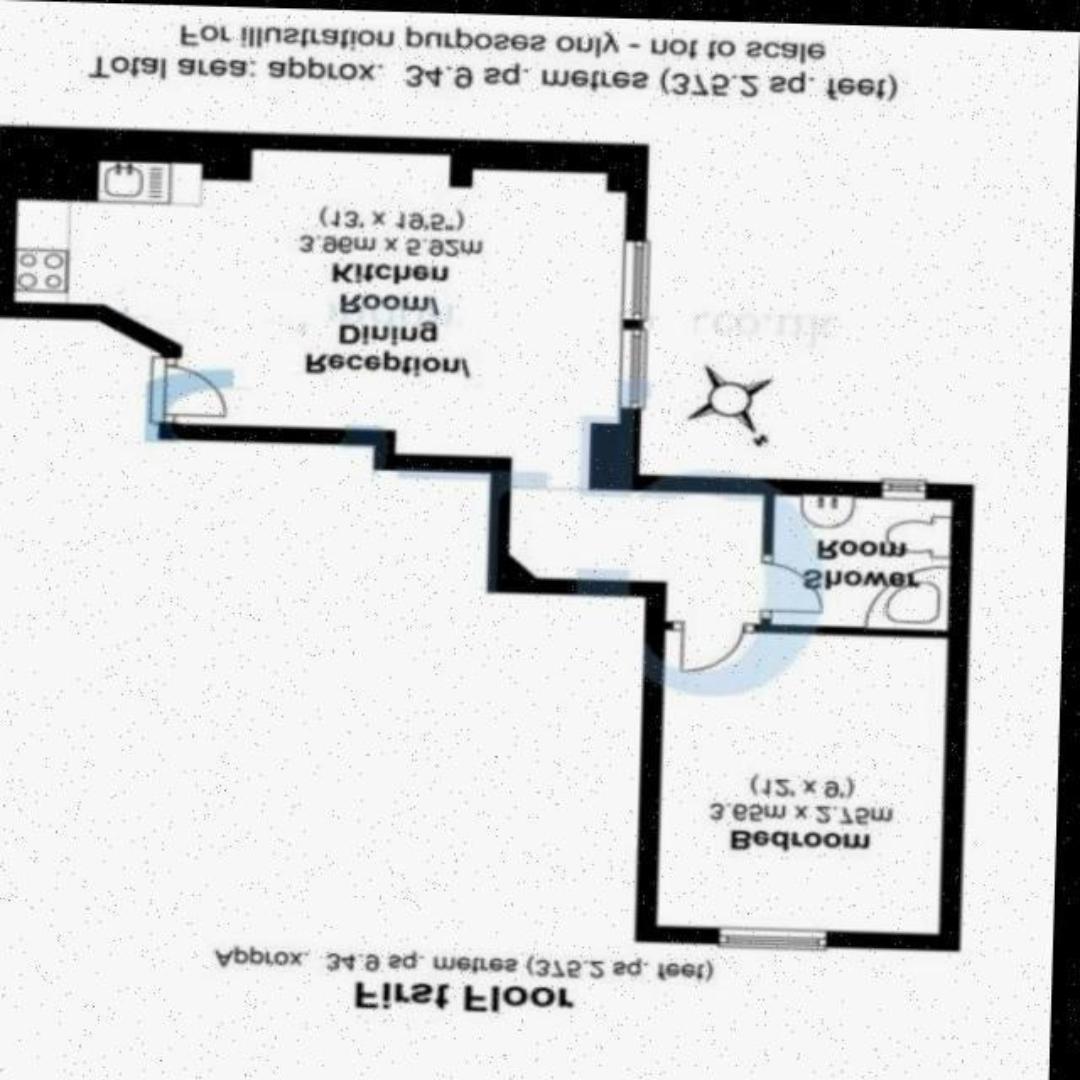 First Floor
Approx. 34.9 sq. metres (375.2 sq. feet)
Bedroom
3.65m x 2.75m
(12' x 9')
Shower
Room
Reception/
Dining
Room/
Kitchen
3.96m x 5.92m
(13' x 19'5")
N
.co.uk
Total area: approx. 34.9 sq. metres (375.2 sq. feet)
For illustration purposes only - not to scale